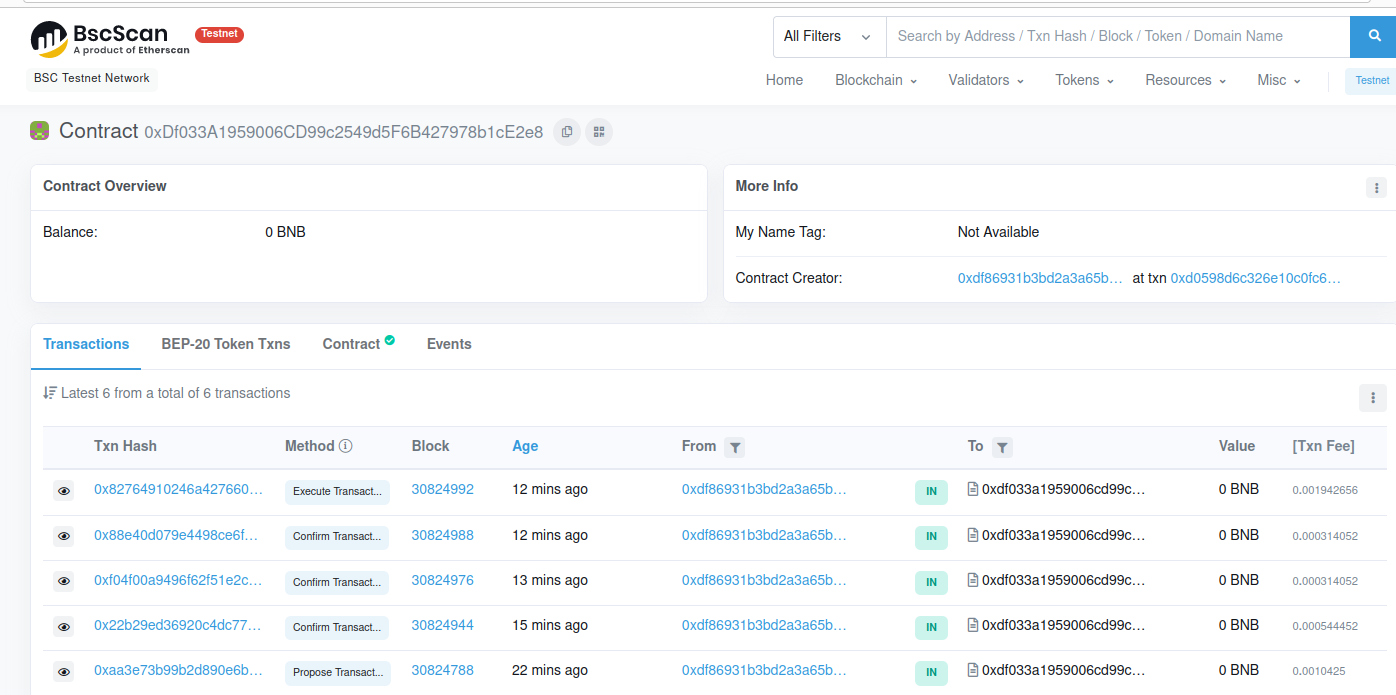 BscScan Testnet
A product of Etherscan
BSC Testnet Network
All Filters Search by Address / Txn Hash / Block / Token / Domain Name
Home Blockchain Validators Tokens Resources Misc Testnet
Contract 0xDf033A1959006CD99c2549d5F6B427978b1cE2e8
Contract Overview
Balance: 0 BNB
More Info
My Name Tag: Not Available
Contract Creator: 0xdf86931b3bd2a3a65b... at txn 0xd0598d6c326e10c0fc6...
Transactions BEP-20 Token Txns Contract Events
Latest 6 from a total of 6 transactions
Txn Hash Method Block Age From To Value [Txn Fee]
0x82764910246a427660... Execute Transact... 30824992 12 mins ago 0xdf86931b3bd2a3a65b... IN 0xdf033a1959006cd99c... 0 BNB 0.001942656
0x88e40d079e4498ce6f... Confirm Transact... 30824988 12 mins ago 0xdf86931b3bd2a3a65b... IN 0xdf033a1959006cd99c... 0 BNB 0.000314052
0xf04f00a9496f62f51e2c... Confirm Transact... 30824976 13 mins ago 0xdf86931b3bd2a3a65b... IN 0xdf033a1959006cd99c... 0 BNB 0.000314052
0x22b29ed36920c4dc77... Confirm Transact... 30824944 15 mins ago 0xdf86931b3bd2a3a65b... IN 0xdf033a1959006cd99c... 0 BNB 0.000544452
0xaa3e73b99b2d890e6b... Propose Transact... 30824788 22 mins ago 0xdf86931b3bd2a3a65b... IN 0xdf033a1959006cd99c... 0 BNB 0.0010425